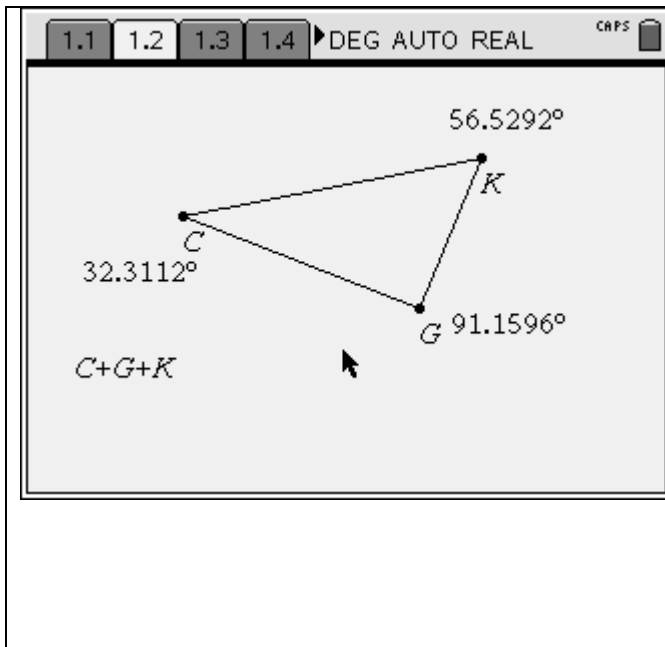 1.1 1.2 1.3 1.4 DEG AUTO REAL CAPS
56.5292°
K
C
32.3112°
G 91.1596°
C+G+K